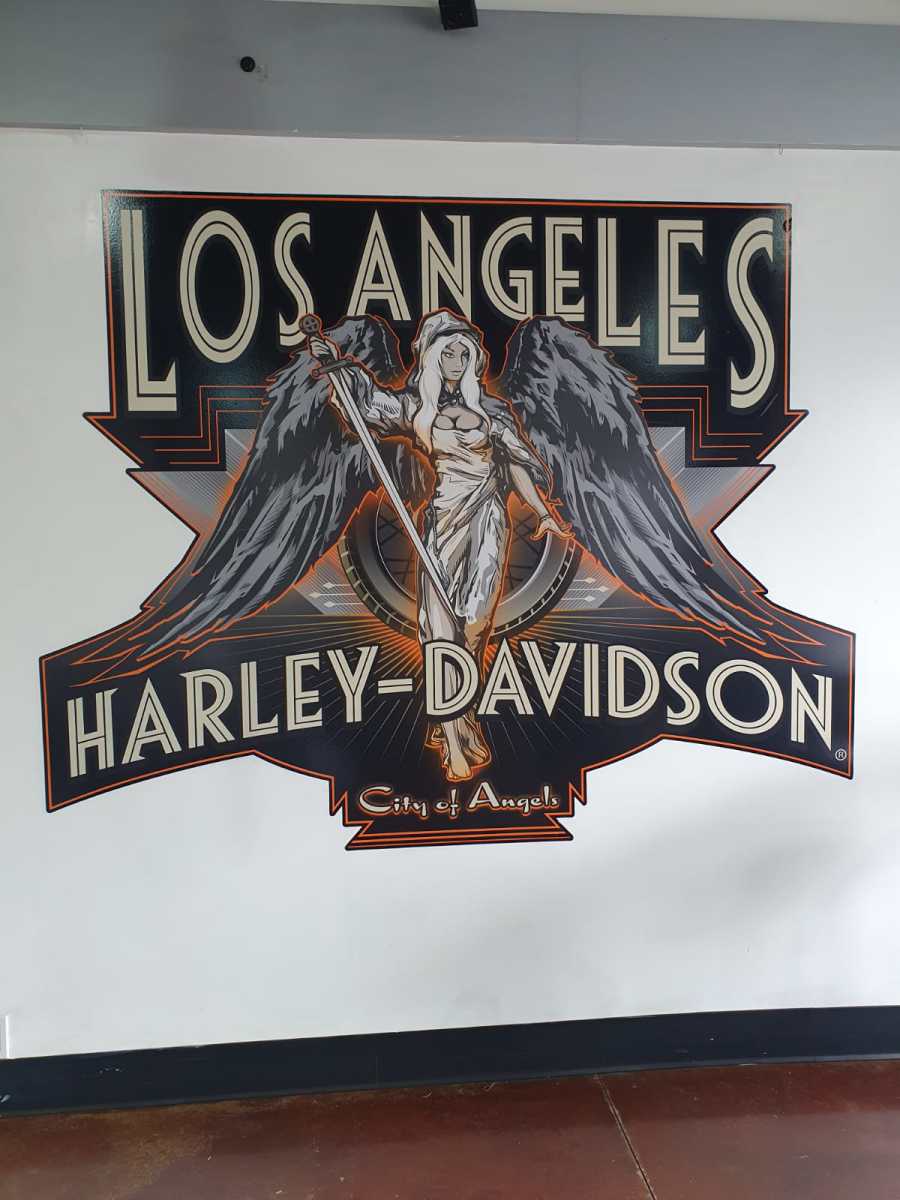 LOS ANGELES
HARLEY-DAVIDSON®
City of Angels